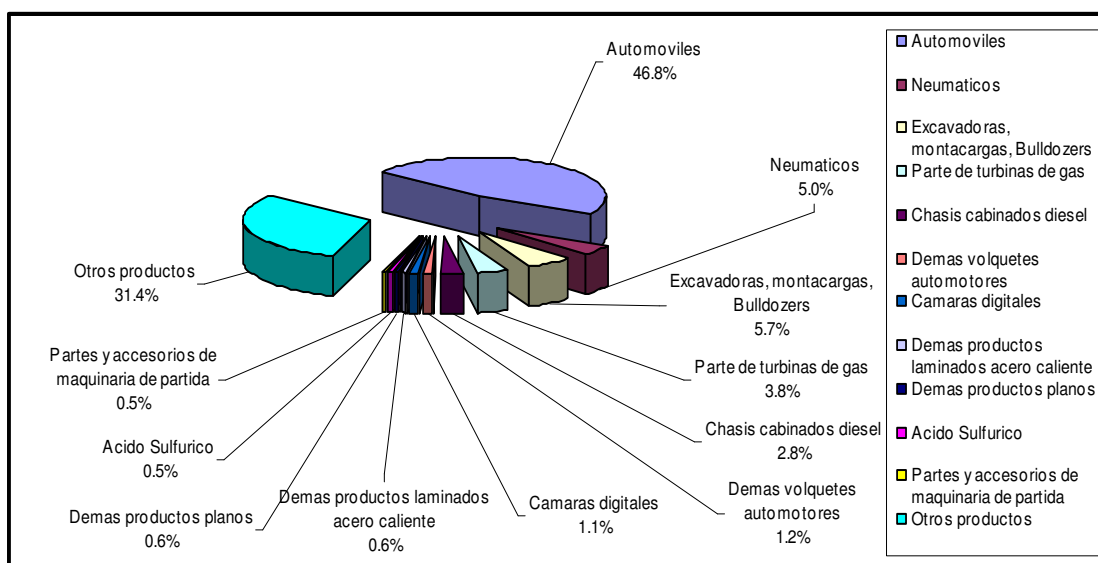 Automoviles
46.8%
Neumaticos
5.0%
Excavadoras, montacargas,
Bulldozers
5.7%
Parte de turbinas de gas
3.8%
Chasis cabinados diesel
2.8%
Demas volquetes
automotores
1.2%
Camaras digitales
1.1%
Demas productos laminados
acero caliente
0.6%
Demas productos planos
0.6%
Acido Sulfurico
0.5%
Partes y accesorios de
maquinaria de partida
0.5%
Otros productos
31.4%
Automoviles
Neumaticos
Excavadoras,
montacargas, Bulldozers
Parte de turbinas de gas
Chasis cabinados diesel
Demas volquetes
automotores
Camaras digitales
Demas productos
laminados acero caliente
Demas productos planos
Acido Sulfurico
Partes y accesorios de
maquinaria de partida
Otros productos